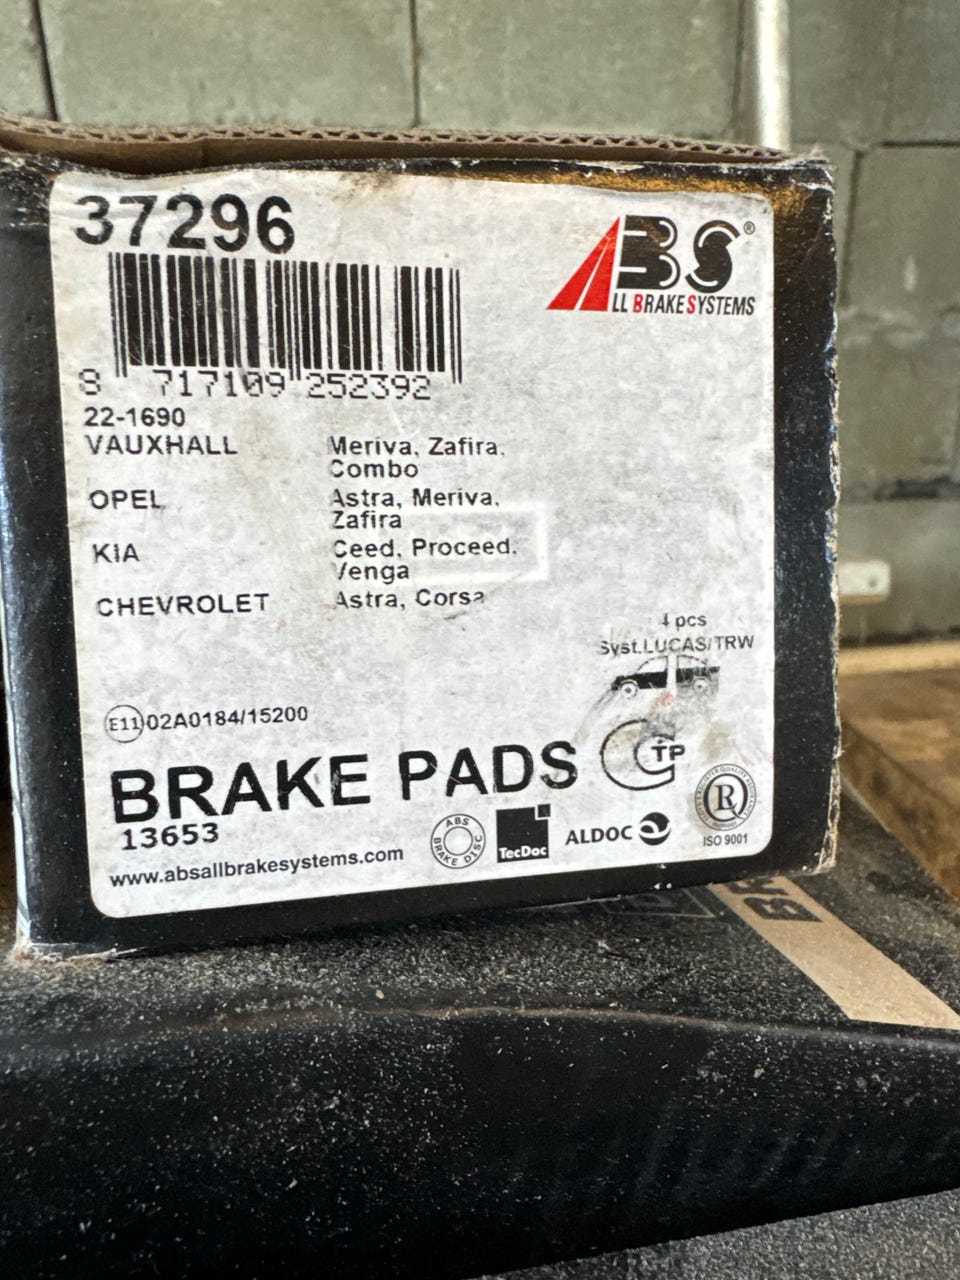 37296
ABS®
ALL BRAKE SYSTEMS
8 717109 252392
22-1690
VAUXHALL Meriva, Zafira,
Combo
OPEL Astra, Meriva,
Zafira
KIA Ceed, Proceed,
Venga
CHEVROLET Astra, Corsa
4 pcs
Syst.LUCAS/TRW
E11 02A0184/15200
BRAKE PADS
13653
www.absallbrakesystems.com
ABS
BRAKE DISC
TecDoc
ALDOC
R
ISO 9001
BR